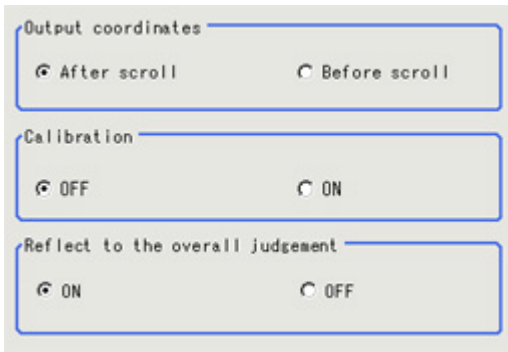 Output coordinates
After scroll Before scroll
Calibration
OFF ON
Reflect to the overall judgement
ON OFF